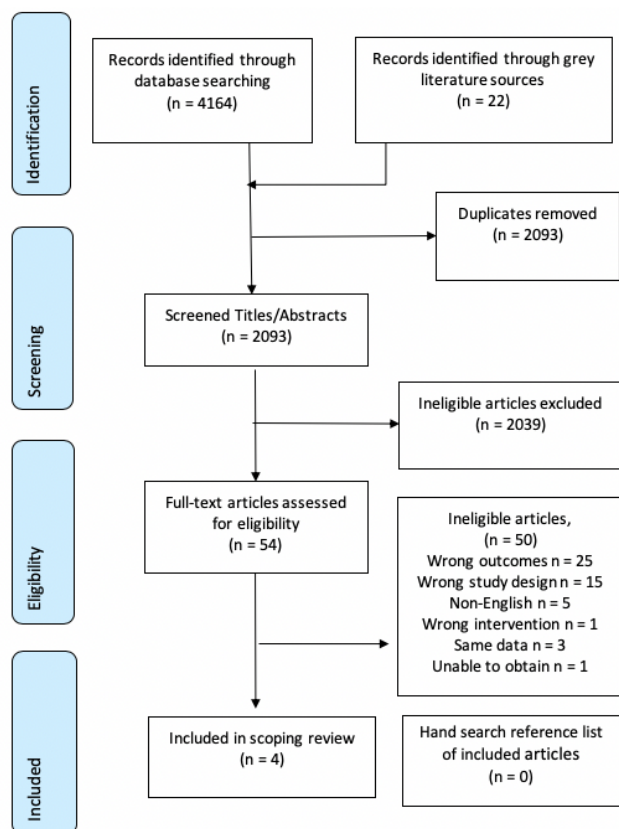 Identification
Records identified through
database searching
(n = 4164)
Records identified through grey
literature sources
(n = 22)
Duplicates removed
(n = 2093)
Screening
Screened Titles/Abstracts
(n = 2093)
Ineligible articles excluded
(n = 2039)
Eligibility
Full-text articles assessed
for eligibility
(n = 54)
Ineligible articles,
(n = 50)
Wrong outcomes n = 25
Wrong study design n = 15
Non-English n = 5
Wrong intervention n = 1
Same data n = 3
Unable to obtain n = 1
Included
Included in scoping review
(n = 4)
Hand search reference list
of included articles
(n = 0)